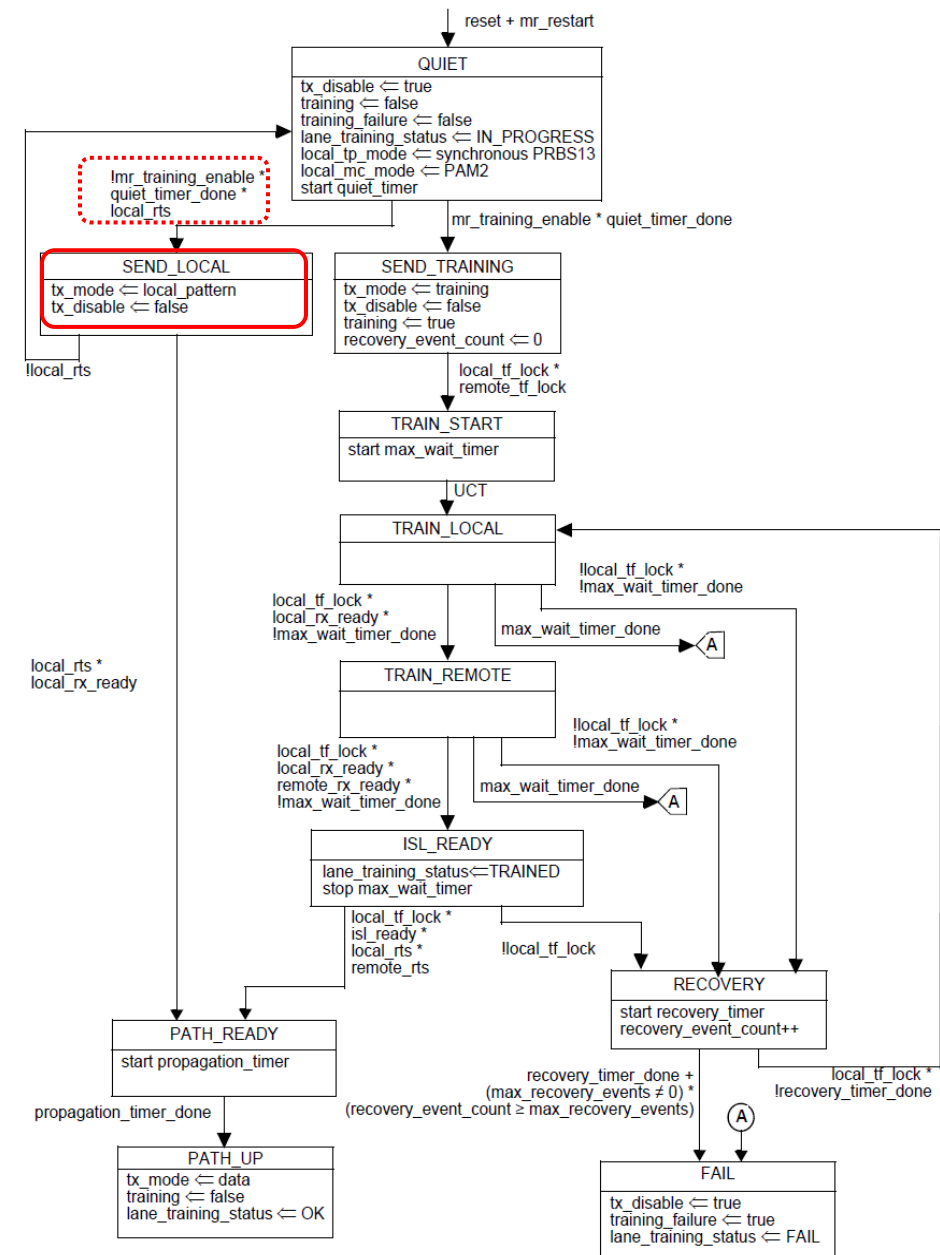 reset + mr_restart
QUIET
tx_disable ⇐ true
training ⇐ false
training_failure ⇐ false
lane_training_status ⇐ IN_PROGRESS
local_tp_mode ⇐ synchronous PRBS13
local_mc_mode ⇐ PAM2
start quiet_timer
!mr_training_enable *
quiet_timer_done *
local_rts
mr_training_enable * quiet_timer_done
SEND_LOCAL
tx_mode ⇐ local_pattern
tx_disable ⇐ false
SEND_TRAINING
tx_mode ⇐ training
tx_disable ⇐ false
training ⇐ true
recovery_event_count ⇐ 0
!local_rts
local_tf_lock *
remote_tf_lock
TRAIN_START
start max_wait_timer
UCT
TRAIN_LOCAL
!local_tf_lock *
!max_wait_timer_done
local_tf_lock *
local_rx_ready *
!max_wait_timer_done
max_wait_timer_done
A
local_rts *
local_rx_ready
TRAIN_REMOTE
!local_tf_lock *
!max_wait_timer_done
local_tf_lock *
local_rx_ready *
remote_rx_ready *
!max_wait_timer_done
max_wait_timer_done
A
ISL_READY
lane_training_status⇐TRAINED
stop max_wait_timer
local_tf_lock *
isl_ready *
local_rts *
remote_rts
!local_tf_lock
RECOVERY
start recovery_timer
recovery_event_count++
PATH_READY
start propagation_timer
recovery_timer_done +
(max_recovery_events ≠ 0) *
(recovery_event_count ≥ max_recovery_events)
local_tf_lock *
!recovery_timer_done
A
propagation_timer_done
PATH_UP
tx_mode ⇐ data
training ⇐ false
lane_training_status ⇐ OK
FAIL
tx_disable ⇐ true
training_failure ⇐ true
lane_training_status ⇐ FAIL